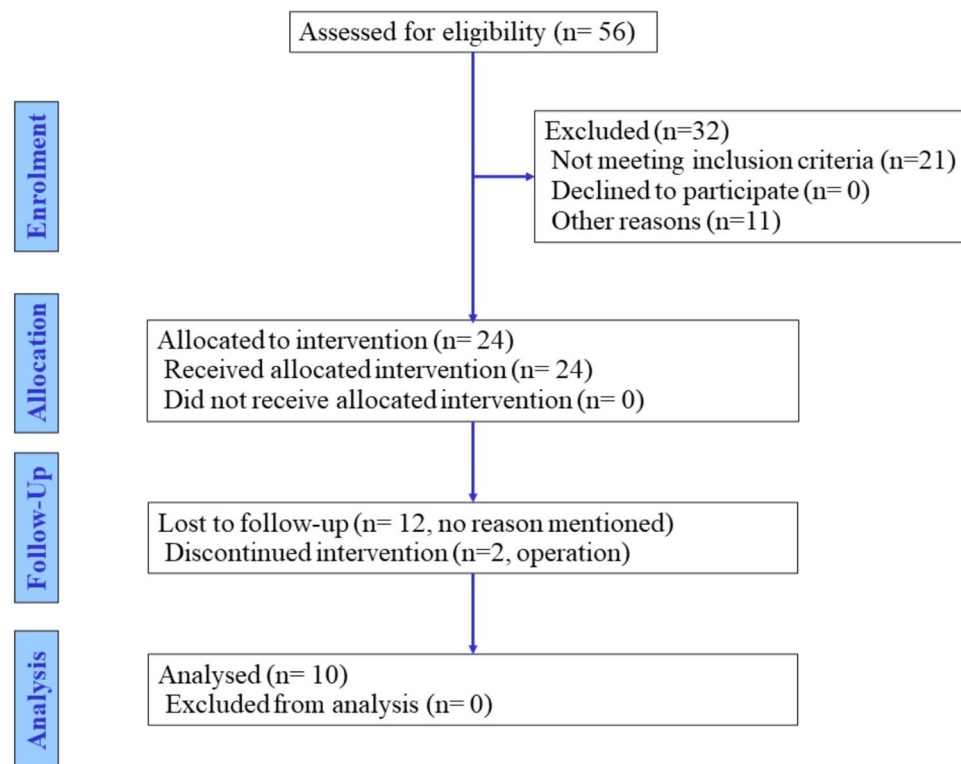 Assessed for eligibility (n= 56)
Enrolment
Excluded (n=32)
Not meeting inclusion criteria (n=21)
Declined to participate (n= 0)
Other reasons (n=11)
Allocation
Allocated to intervention (n= 24)
Received allocated intervention (n= 24)
Did not receive allocated intervention (n= 0)
Follow-Up
Lost to follow-up (n= 12, no reason mentioned)
Discontinued intervention (n=2, operation)
Analysis
Analysed (n= 10)
Excluded from analysis (n= 0)